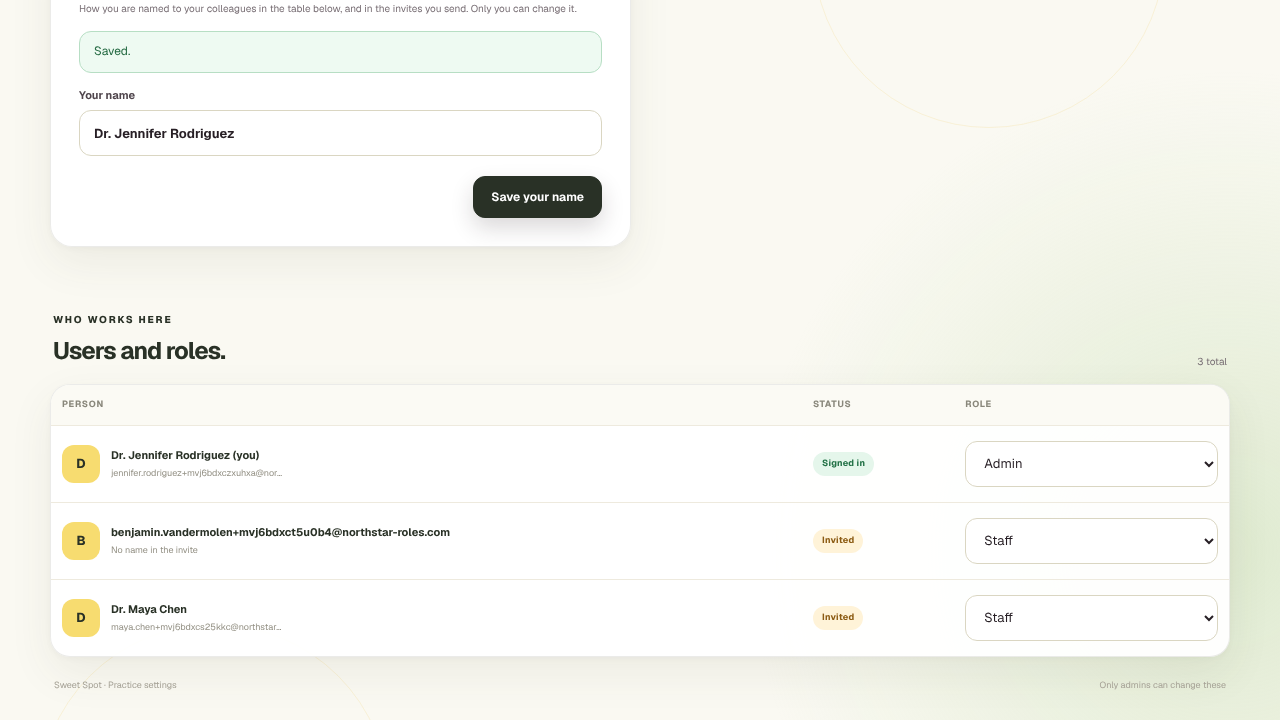 How you are named to your colleagues in the table below, and in the invites you send. Only you can change it.
Saved.
Your name
Dr. Jennifer Rodriguez
Save your name
WHO WORKS HERE
Users and roles.
3 total
PERSON STATUS ROLE
D Dr. Jennifer Rodriguez (you) Signed in Admin
jennifer.rodriguez+mvj6bdxczxuhxa@nor…
B benjamin.vandermolen+mvj6bdxct5u0b4@northstar-roles.com Invited Staff
No name in the invite
D Dr. Maya Chen Invited Staff
maya.chen+mvj6bdxcs25kkc@northstar…
Sweet Spot · Practice settings
Only admins can change these